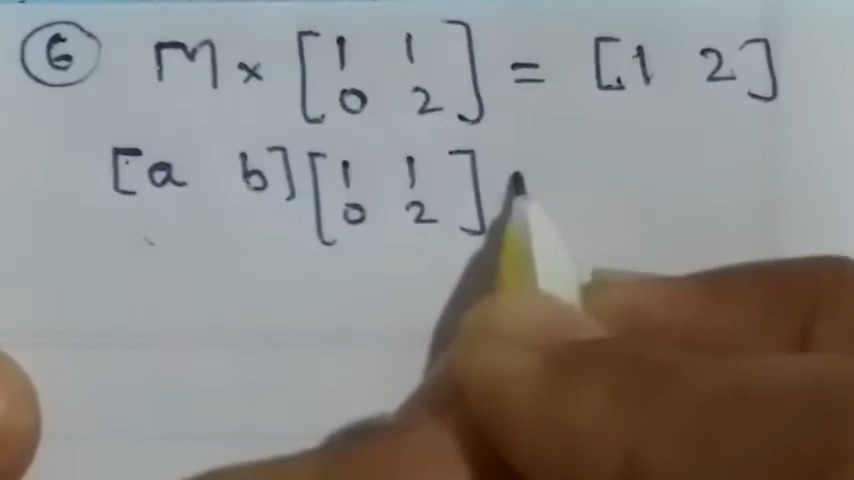 ⑥ M × [1 1 0 2] = [1 2]
[a b] [1 1 0 2]